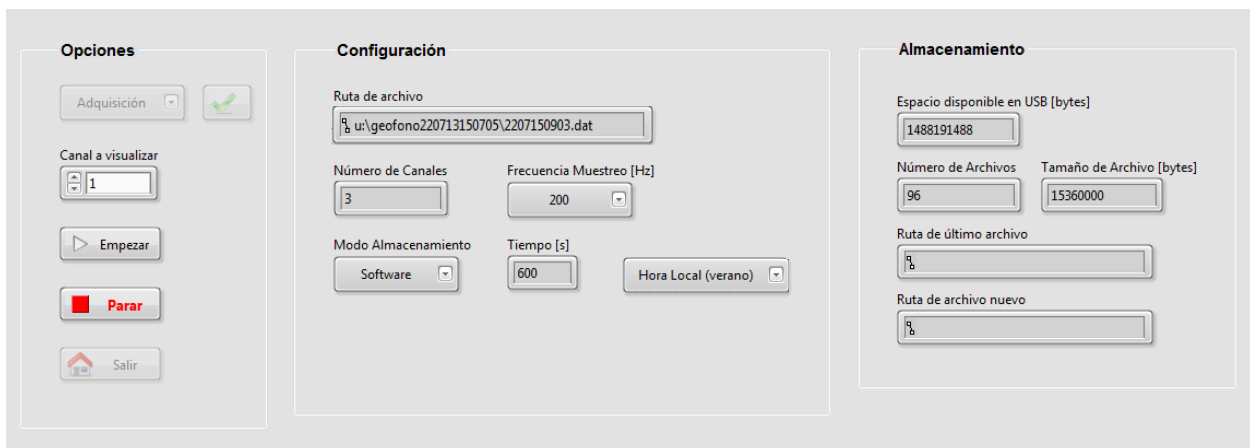 Opciones
Adquisición
Canal a visualizar
1
Empezar
Parar
Salir
Configuración
Ruta de archivo
u:\geofono220713150705\2207150903.dat
Número de Canales Frecuencia Muestreo [Hz]
3 200
Modo Almacenamiento Tiempo [s]
Software 600 Hora Local (verano)
Almacenamiento
Espacio disponible en USB [bytes]
1488191488
Número de Archivos Tamaño de Archivo [bytes]
96 15360000
Ruta de último archivo
Ruta de archivo nuevo